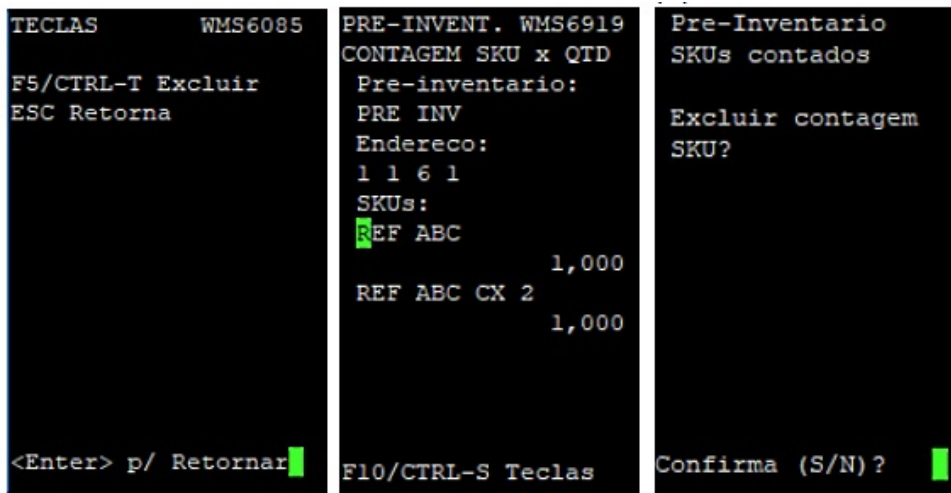 TECLAS WMS6085
F5/CTRL-T Excluir
ESC Retorna
<Enter> p/ Retornar
PRE-INVENT. WMS6919
CONTAGEM SKU x QTD
Pre-inventario:
PRE INV
Endereco:
1 1 6 1
SKUs:
REF ABC
1,000
REF ABC CX 2
1,000
F10/CTRL-S Teclas
Pre-Inventario
SKUs contados
Excluir contagem
SKU?
Confirma (S/N)?